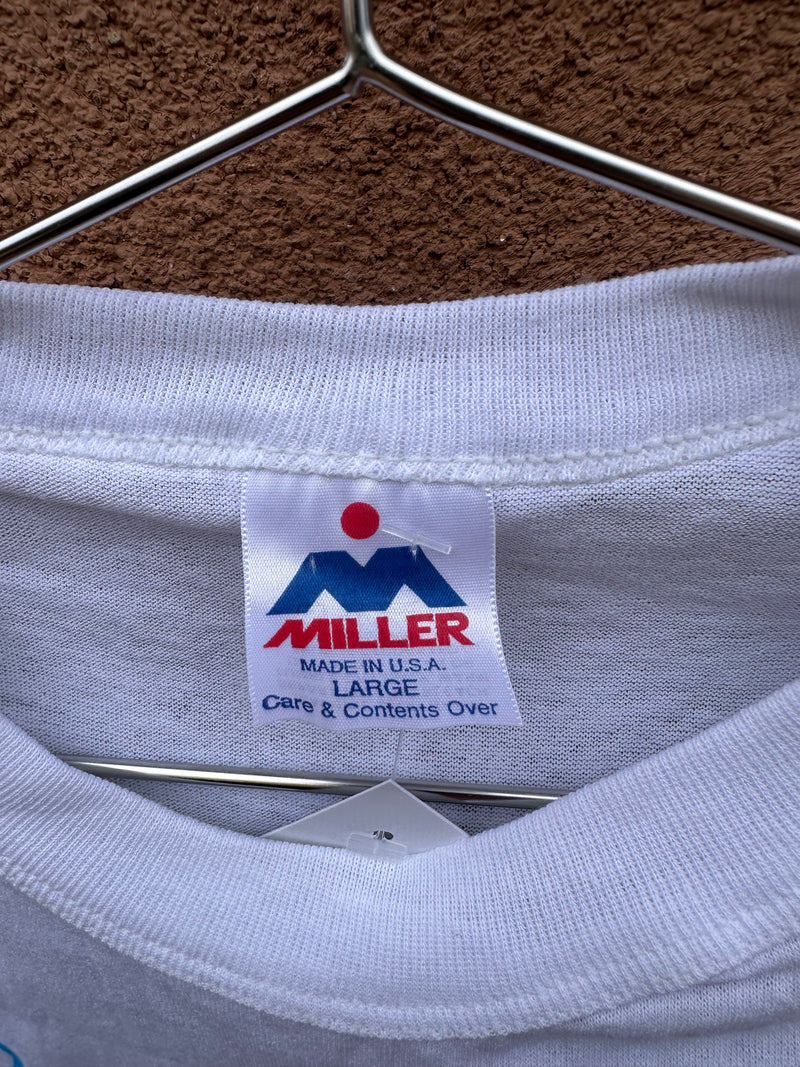 MILLER
MADE IN U.S.A.
LARGE
Care & Contents Over